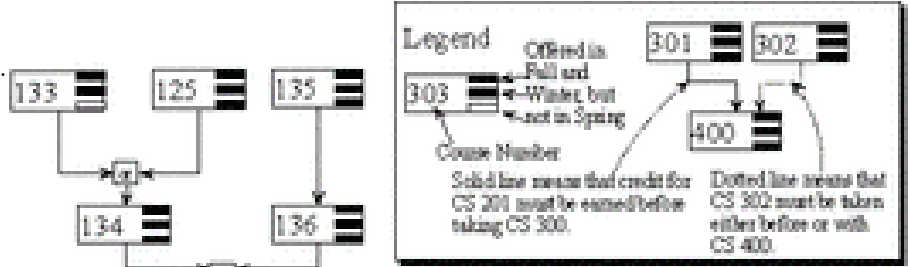 133
125
135
or
134
136
Legend
303
Offered in
Fall and
Winter, but
not in Spring
Course Number
301
302
400
Solid line means that credit for
CS 201 must be earned before
taking CS 300.
Dotted line means that
CS 302 must be taken
either before or with
CS 400.